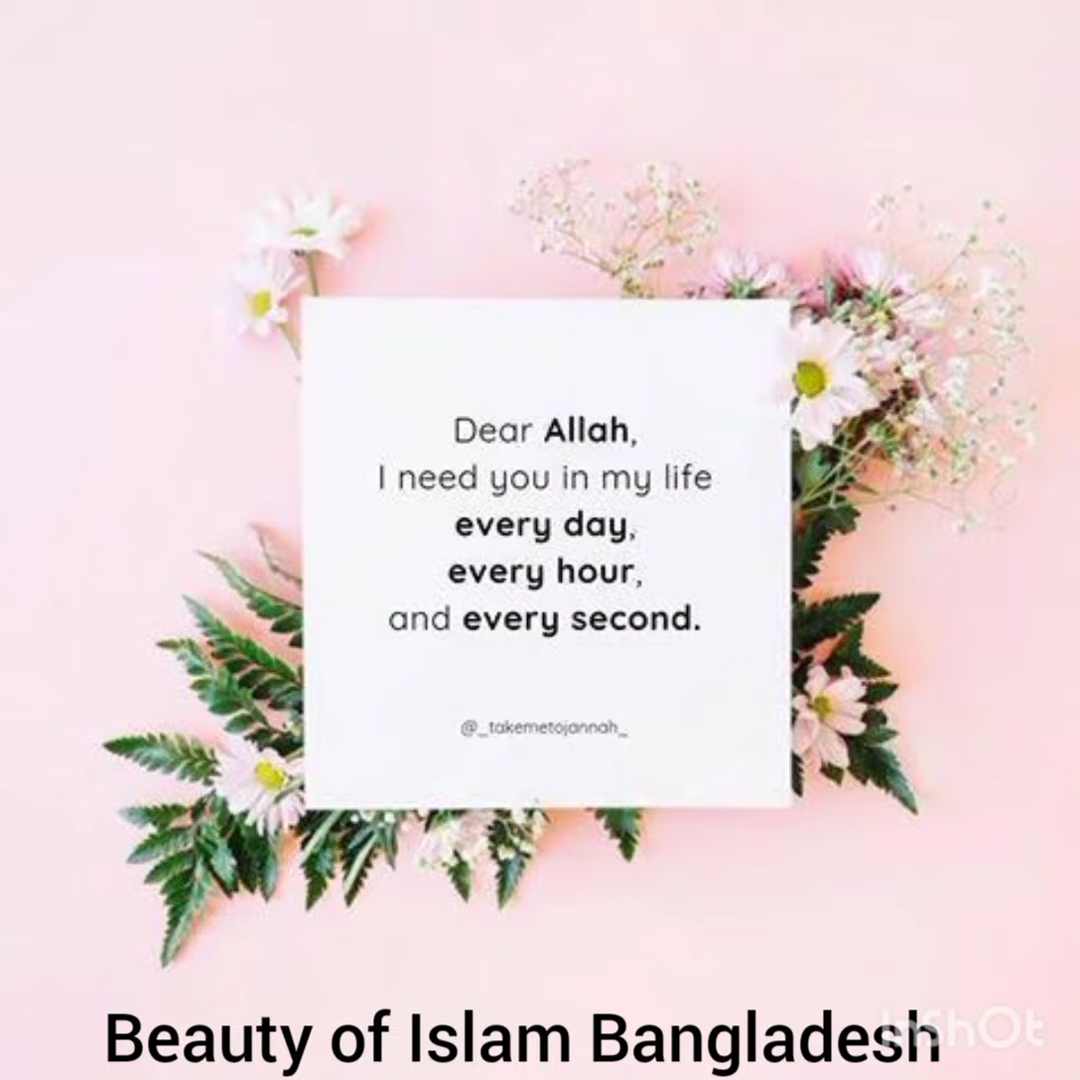 Dear Allah,
I need you in my life
every day,
every hour,
and every second.
@_takemetojannah_
Beauty of Islam Bangladesh
InShOt